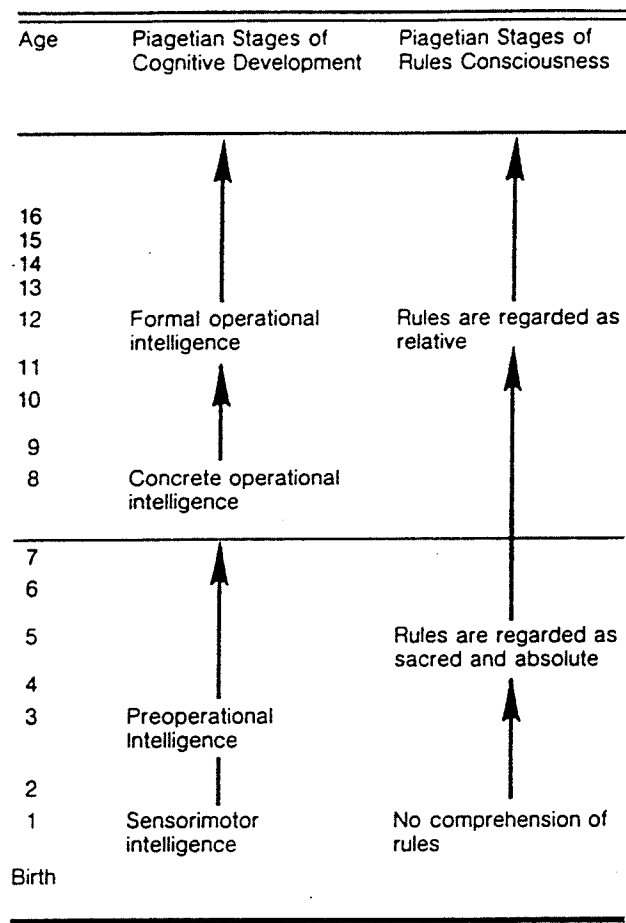 Age Piagetian Stages of Piagetian Stages of
Cognitive Development Rules Consciousness
16
15
14
13
12 Formal operational Rules are regarded as
intelligence relative
11
10
9
8 Concrete operational
intelligence
7
6
5 Rules are regarded as
sacred and absolute
4
3 Preoperational
Intelligence
2
1 Sensorimotor No comprehension of
intelligence rules
Birth